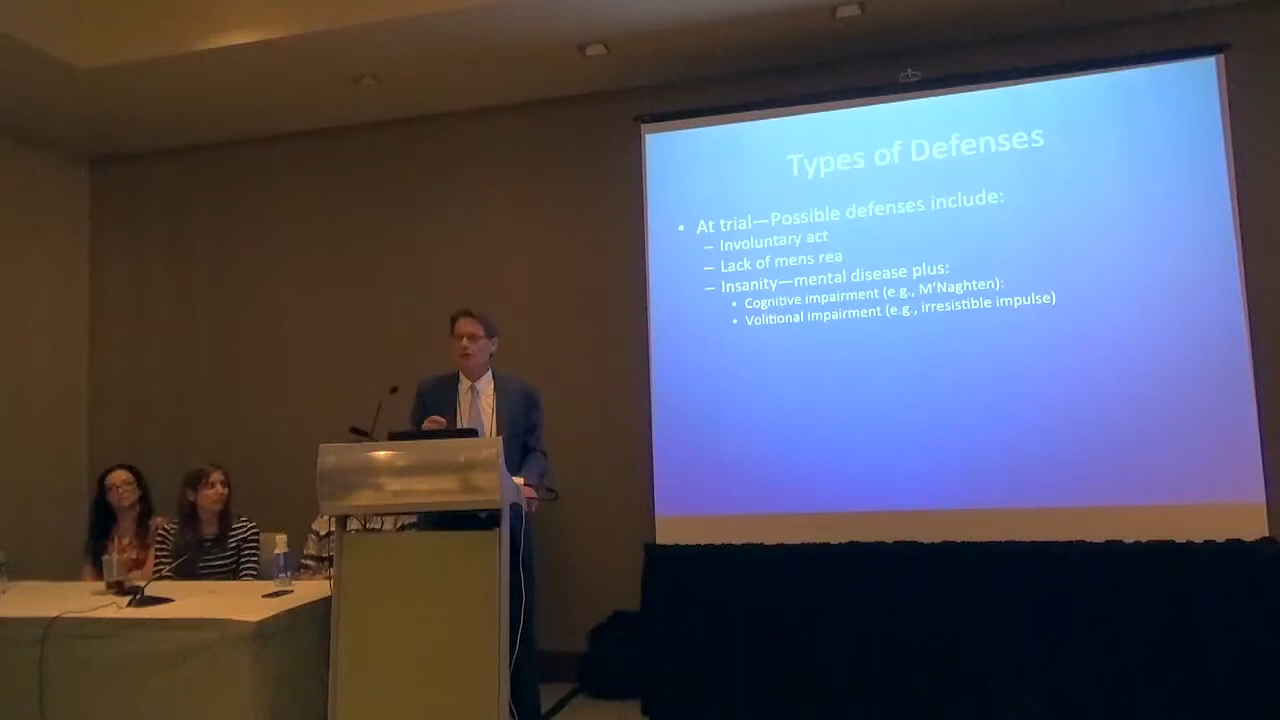 Types of Defenses
• At trial—Possible defenses include:
– Involuntary act
– Lack of mens rea
– Insanity—mental disease plus:
• Cognitive impairment (e.g., M'Naghten):
• Volitional impairment (e.g., irresistible impulse)